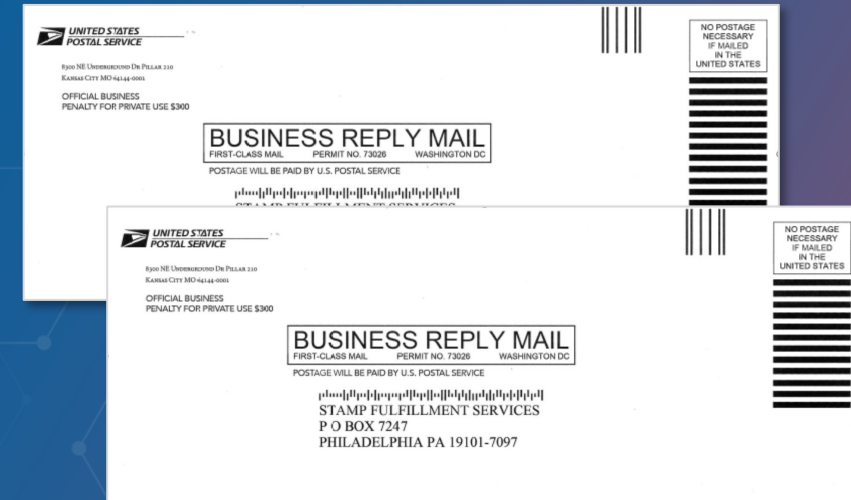 UNITED STATES
POSTAL SERVICE
8300 NE UNDERGROUND DR PILLAR 210
KANSAS CITY MO 64144-0001
OFFICIAL BUSINESS
PENALTY FOR PRIVATE USE $300
NO POSTAGE
NECESSARY
IF MAILED
IN THE
UNITED STATES
BUSINESS REPLY MAIL
FIRST-CLASS MAIL PERMIT NO. 73026 WASHINGTON DC
POSTAGE WILL BE PAID BY U.S. POSTAL SERVICE
STAMP FULFILLMENT SERVICES
UNITED STATES
POSTAL SERVICE
8300 NE UNDERGROUND DR PILLAR 210
KANSAS CITY MO 64144-0001
OFFICIAL BUSINESS
PENALTY FOR PRIVATE USE $300
NO POSTAGE
NECESSARY
IF MAILED
IN THE
UNITED STATES
BUSINESS REPLY MAIL
FIRST-CLASS MAIL PERMIT NO. 73026 WASHINGTON DC
POSTAGE WILL BE PAID BY U.S. POSTAL SERVICE
STAMP FULFILLMENT SERVICES
P O BOX 7247
PHILADELPHIA PA 19101-7097